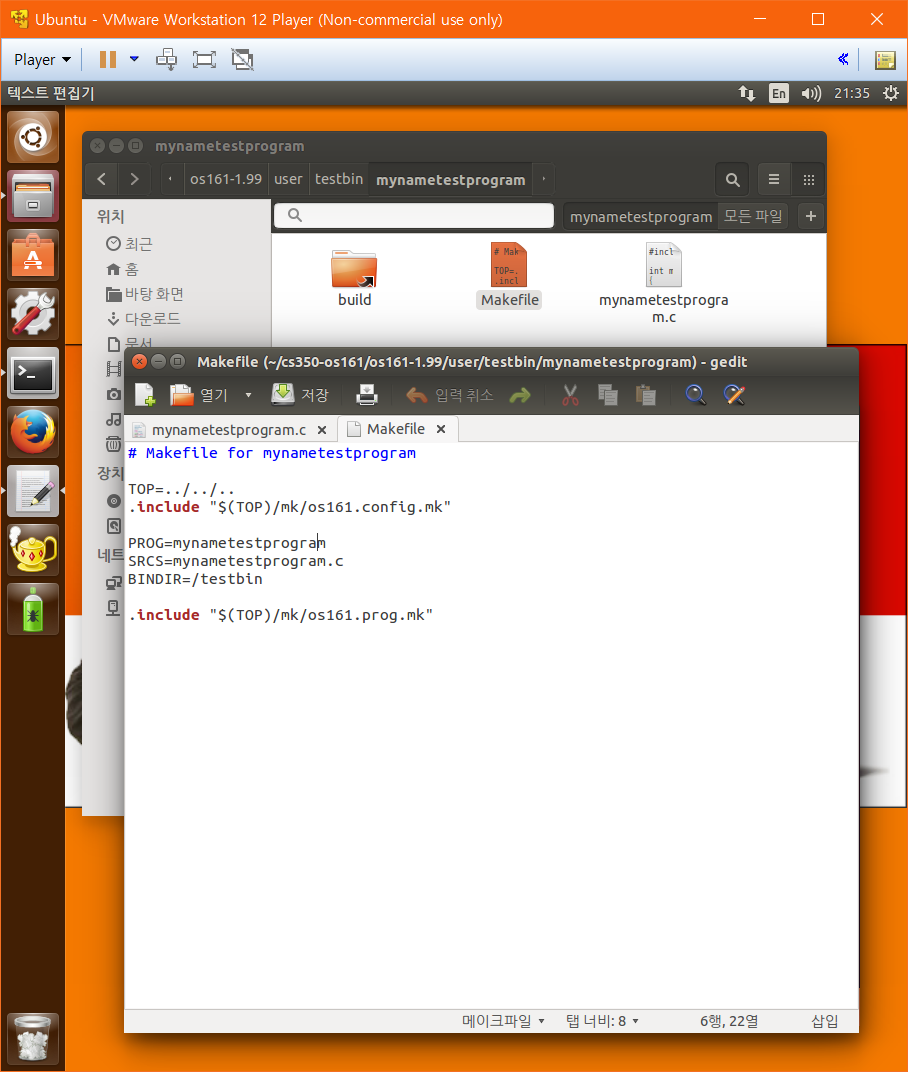 Ubuntu - VMware Workstation 12 Player (Non-commercial use only)
Player
텍스트 편집기
En
21:35
mynametestprogram
os161-1.99
user
testbin
mynametestprogram
위치
mynametestprogram
모든 파일
최근
홈
바탕 화면
다운로드
문서
장치
네트
# Mak
TOP=.
.incl
#incl
int m
{
build
Makefile
mynametestprogra
m.c
Makefile (~/cs350-os161/os161-1.99/user/testbin/mynametestprogram) - gedit
열기
저장
입력 취소
mynametestprogram.c
Makefile
# Makefile for mynametestprogram
TOP=../../..
.include "$(TOP)/mk/os161.config.mk"
PROG=mynametestprogram
SRCS=mynametestprogram.c
BINDIR=/testbin
.include "$(TOP)/mk/os161.prog.mk"
메이크파일
탭 너비: 8
6행, 22열
삽입